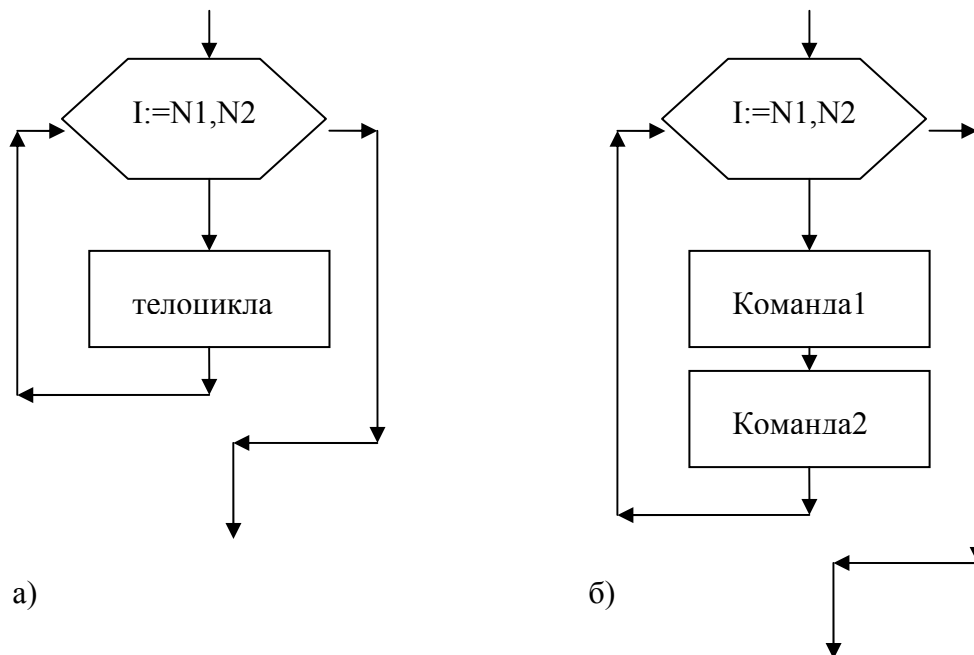 I:=N1,N2
телоцикла
а)
I:=N1,N2
Команда1
Команда2
б)